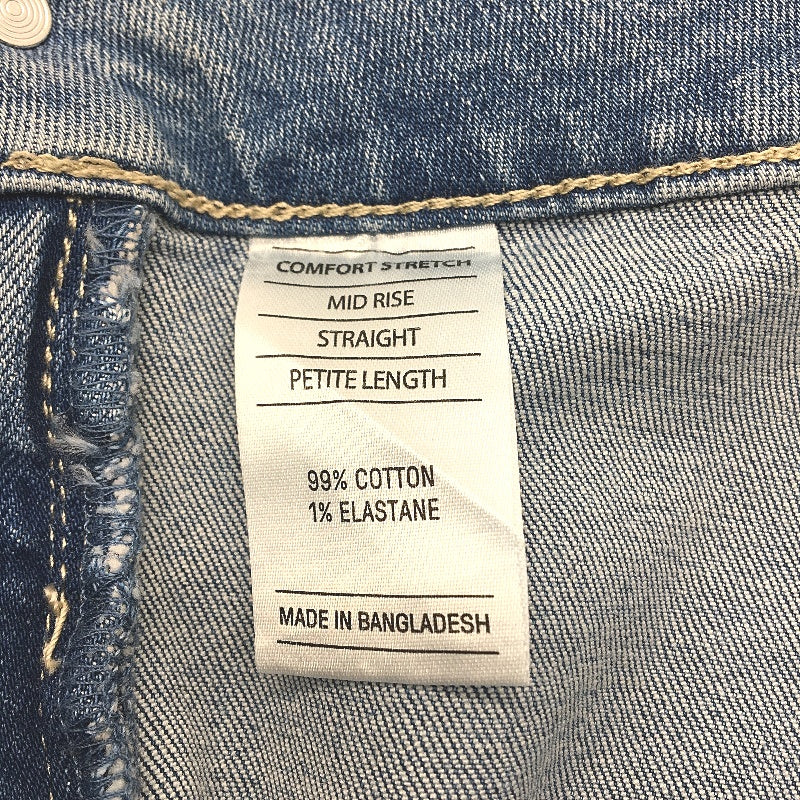 COMFORT STRETCH
MID RISE
STRAIGHT
PETITE LENGTH
99% COTTON
1% ELASTANE
MADE IN BANGLADESH